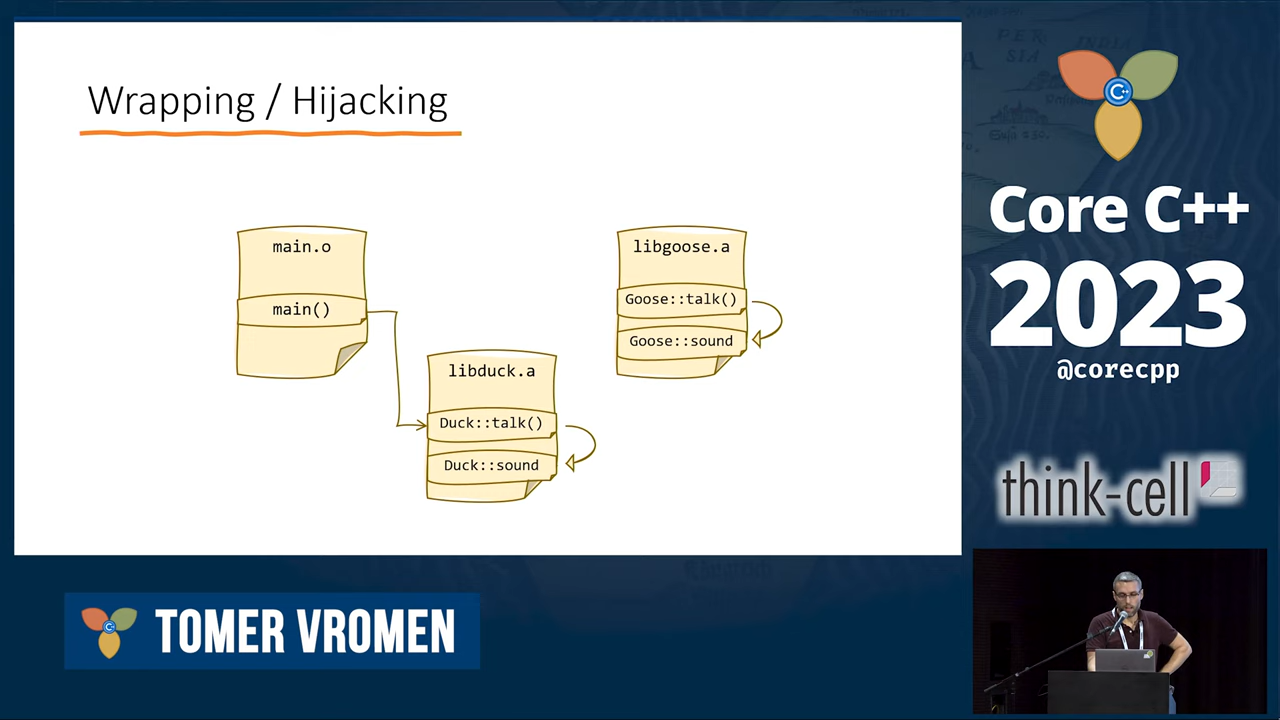 Wrapping / Hijacking
main.o
main()
libduck.a
Duck::talk()
Duck::sound
libgoose.a
Goose::talk()
Goose::sound
C++
Core C++
2023
@corecpp
think-cell
TOMER VROMEN